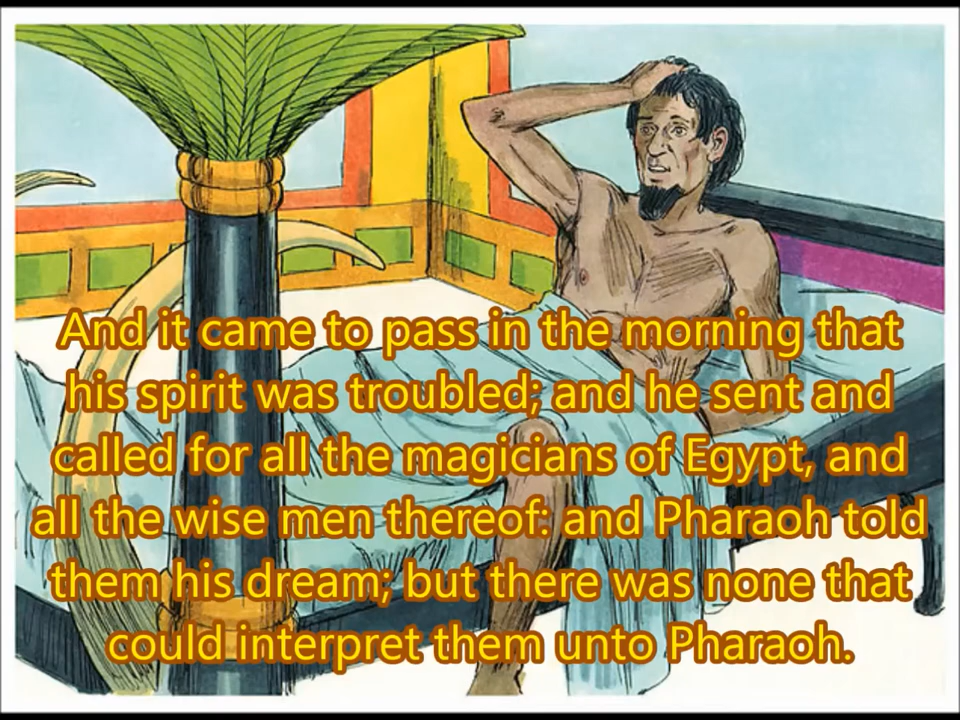 And it came to pass in the morning that
his spirit was troubled; and he sent and
called for all the magicians of Egypt, and
all the wise men thereof: and Pharaoh told
them his dream; but there was none that
could interpret them unto Pharaoh.